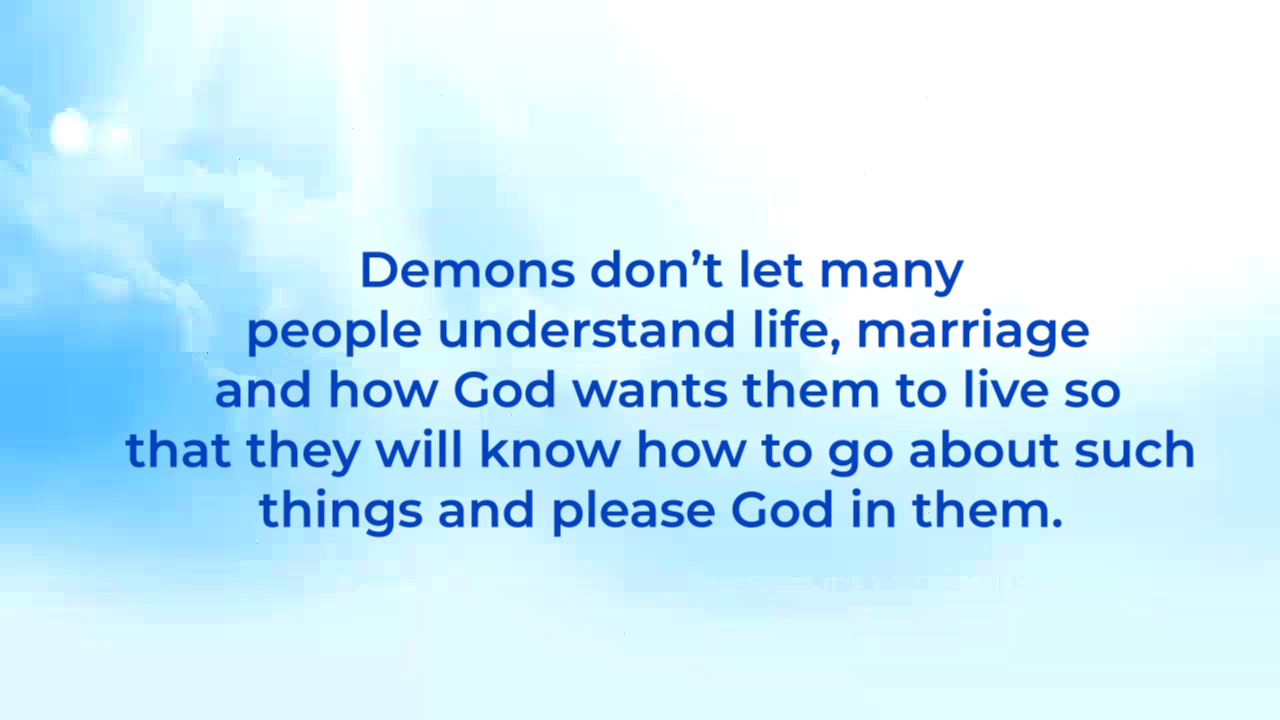 Demons don’t let many
people understand life, marriage
and how God wants them to live so
that they will know how to go about such
things and please God in them.